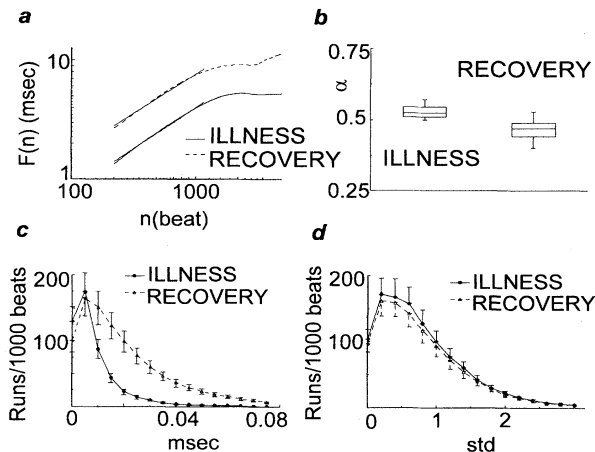 a
10
F(n) (msec)
1
100
1000
n(beat)
ILLNESS
RECOVERY
b
0.75
0.5
0.25
α
RECOVERY
ILLNESS
c
200
100
Runs/1000 beats
ILLNESS
RECOVERY
0
0.04
0.08
msec
d
200
100
Runs/1000 beats
ILLNESS
RECOVERY
0
1
2
std